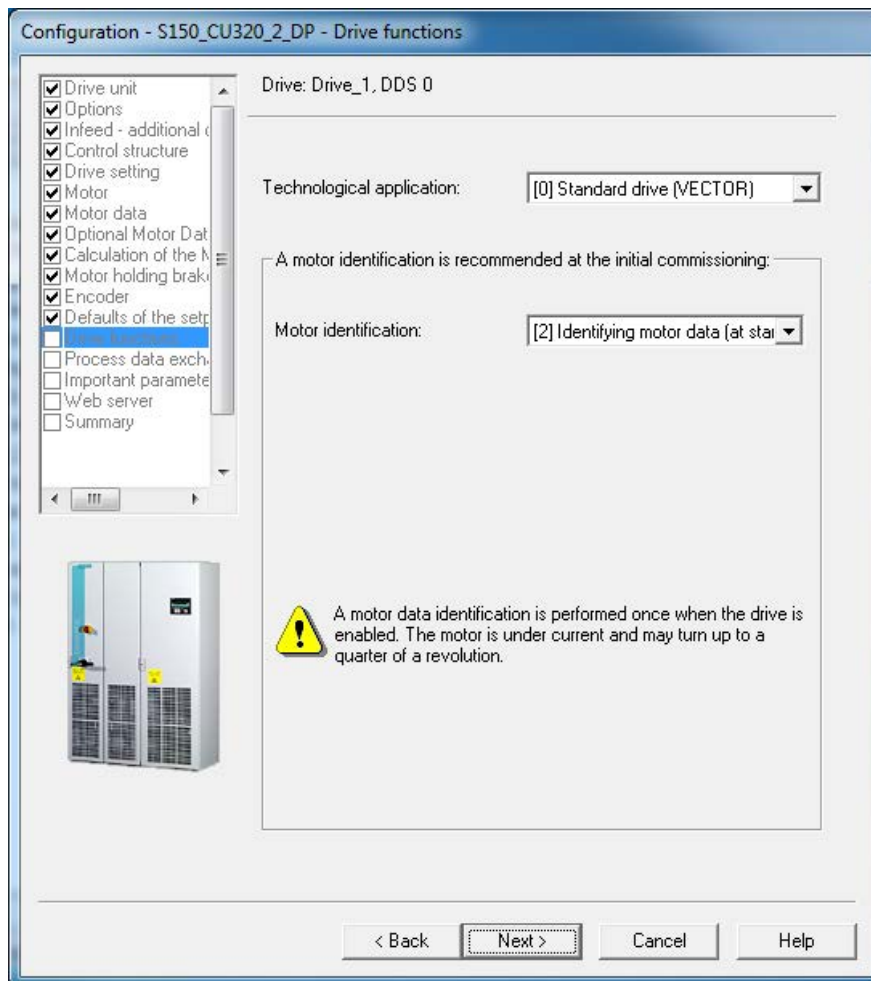 Configuration - S150_CU320_2_DP - Drive functions
Drive unit
Options
Infeed - additional
Control structure
Drive setting
Motor
Motor data
Optional Motor Dat
Calculation of the M
Motor holding brak
Encoder
Defaults of the setp
Drive functions
Process data exch
Important paramete
Web server
Summary
Drive: Drive_1, DDS 0
Technological application:
[0] Standard drive (VECTOR)
A motor identification is recommended at the initial commissioning:
Motor identification:
[2] Identifying motor data (at star
A motor data identification is performed once when the drive is
enabled. The motor is under current and may turn up to a
quarter of a revolution.
< Back
Next >
Cancel
Help